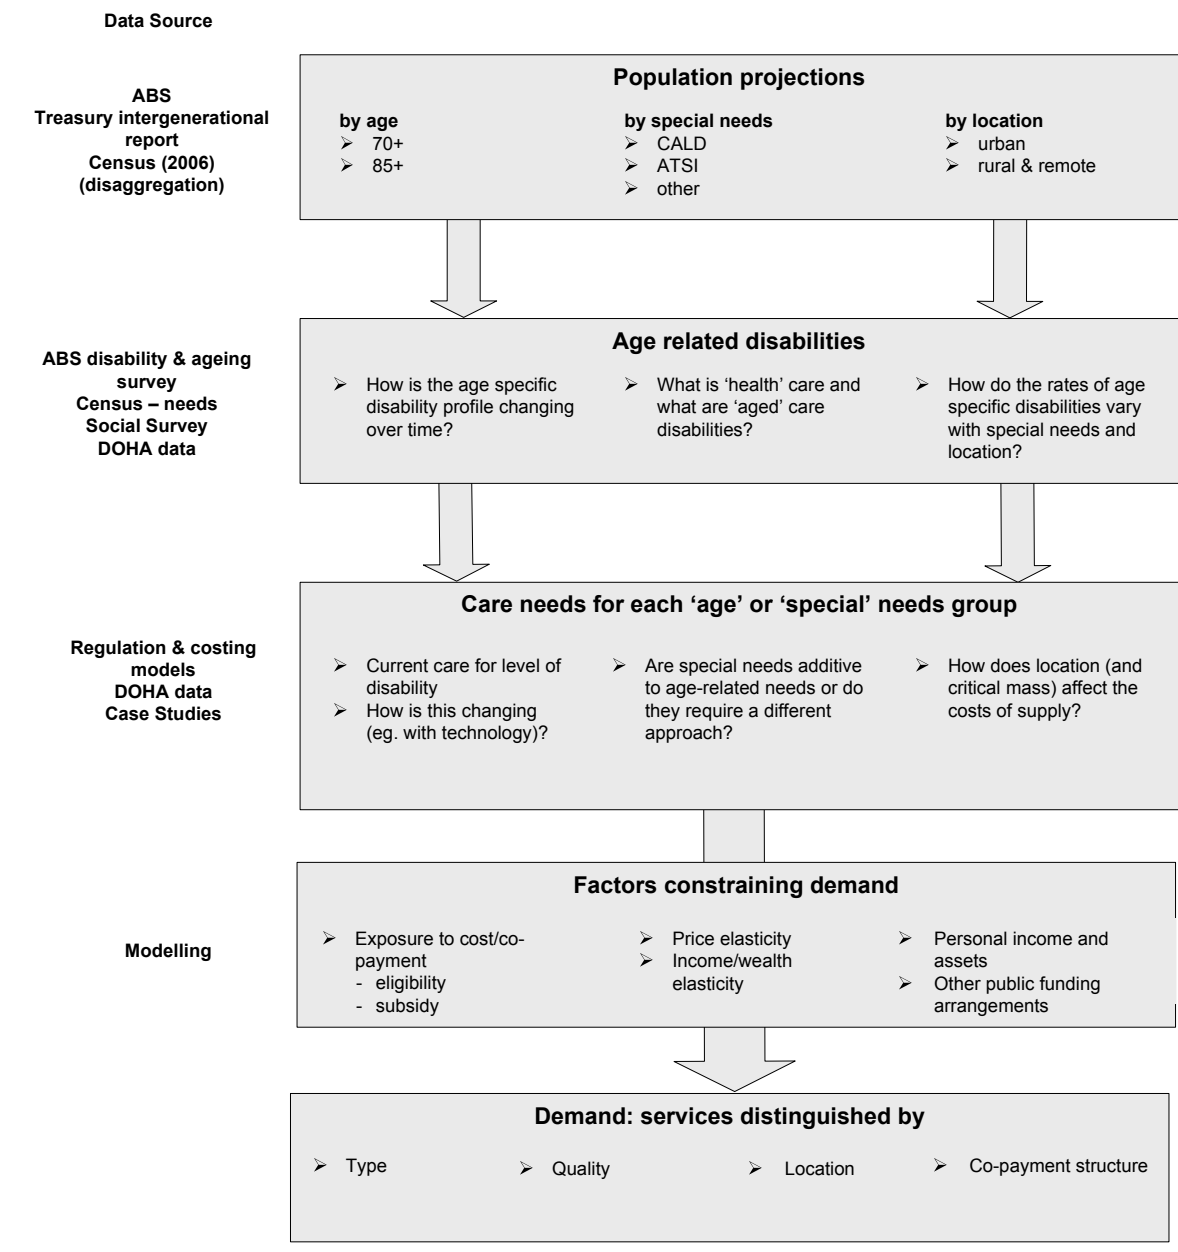 Data Source
ABS
Treasury intergenerational
report
Census (2006)
(disaggregation)
Population projections
by age
➢ 70+
➢ 85+
by special needs
➢ CALD
➢ ATSI
➢ other
by location
➢ urban
➢ rural & remote
ABS disability & ageing
survey
Census – needs
Social Survey
DOHA data
Age related disabilities
➢ How is the age specific
disability profile changing
over time?
➢ What is ‘health’ care and
what are ‘aged’ care
disabilities?
➢ How do the rates of age
specific disabilities vary
with special needs and
location?
Regulation & costing
models
DOHA data
Case Studies
Care needs for each ‘age’ or ‘special’ needs group
➢ Current care for level of
disability
➢ How is this changing
(eg. with technology)?
➢ Are special needs additive
to age-related needs or do
they require a different
approach?
➢ How does location (and
critical mass) affect the
costs of supply?
Modelling
Factors constraining demand
➢ Exposure to cost/co-
payment
- eligibility
- subsidy
➢ Price elasticity
➢ Income/wealth
elasticity
➢ Personal income and
assets
➢ Other public funding
arrangements
Demand: services distinguished by
➢ Type
➢ Quality
➢ Location
➢ Co-payment structure